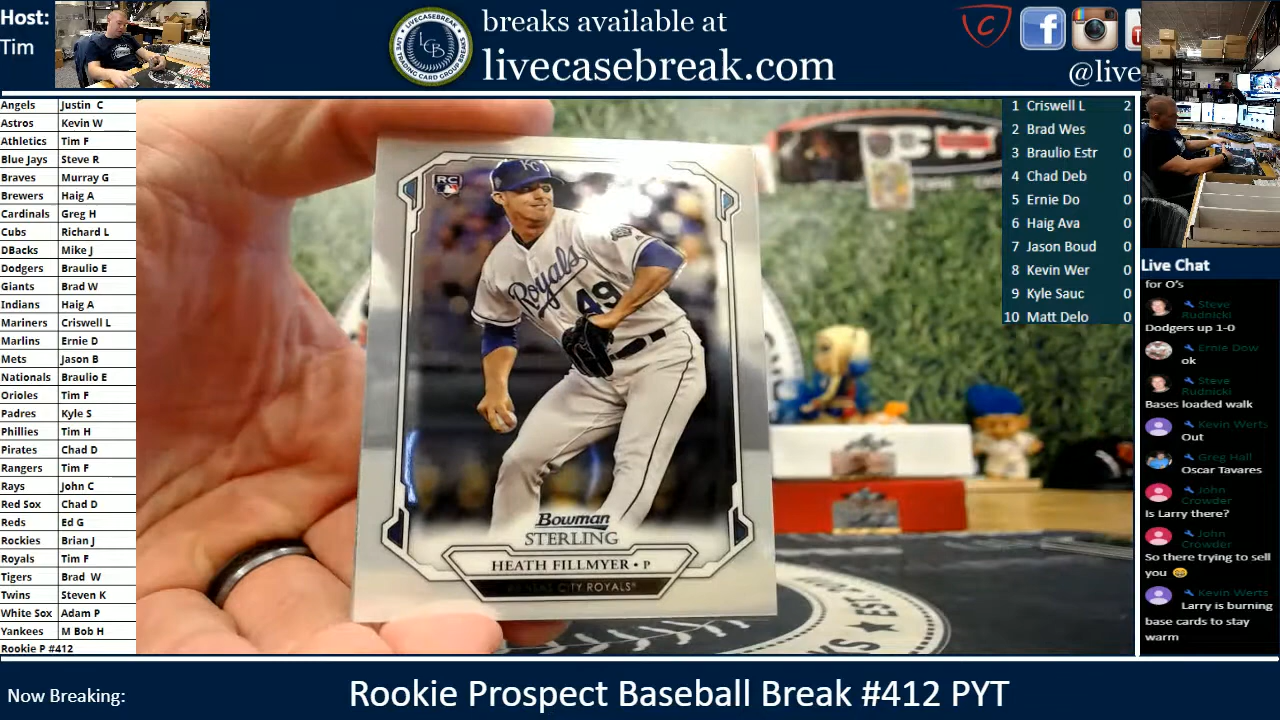 Host:
Tim
breaks available at
livecasebreak.com
LIVECASEBREAK
LCB
LIVE TRADING CARD GROUP BREAKS
@live
Angels Justin C
Astros Kevin W
Athletics Tim F
Blue Jays Steve R
Braves Murray G
Brewers Haig A
Cardinals Greg H
Cubs Richard L
DBacks Mike J
Dodgers Braulio E
Giants Brad W
Indians Haig A
Mariners Criswell L
Marlins Ernie D
Mets Jason B
Nationals Braulio E
Orioles Tim F
Padres Kyle S
Phillies Tim H
Pirates Chad D
Rangers Tim F
Rays John C
Red Sox Chad D
Reds Ed G
Rockies Brian J
Royals Tim F
Tigers Brad W
Twins Steven K
White Sox Adam P
Yankees M Bob H
Rookie P #412
RC
KC
Royals
49
Bowman
STERLING
HEATH FILLMYER • P
KANSAS CITY ROYALS®
EST.
1 Criswell L 2
2 Brad Wes 0
3 Braulio Estr 0
4 Chad Deb 0
5 Ernie Do 0
6 Haig Ava 0
7 Jason Boud 0
8 Kevin Wer 0
9 Kyle Sauc 0
10 Matt Delo 0
Live Chat
for O's
Steve Rudnicki
Dodgers up 1-0
Ernie Dow
ok
Steve Rudnicki
Bases loaded walk
Kevin Werts
Out
Greg Hall
Oscar Tavares
John Crowder
Is Larry there?
John Crowder
So there trying to sell
you 😄
Kevin Werts
Larry is burning
base cards to stay
warm
Now Breaking:
Rookie Prospect Baseball Break #412 PYT